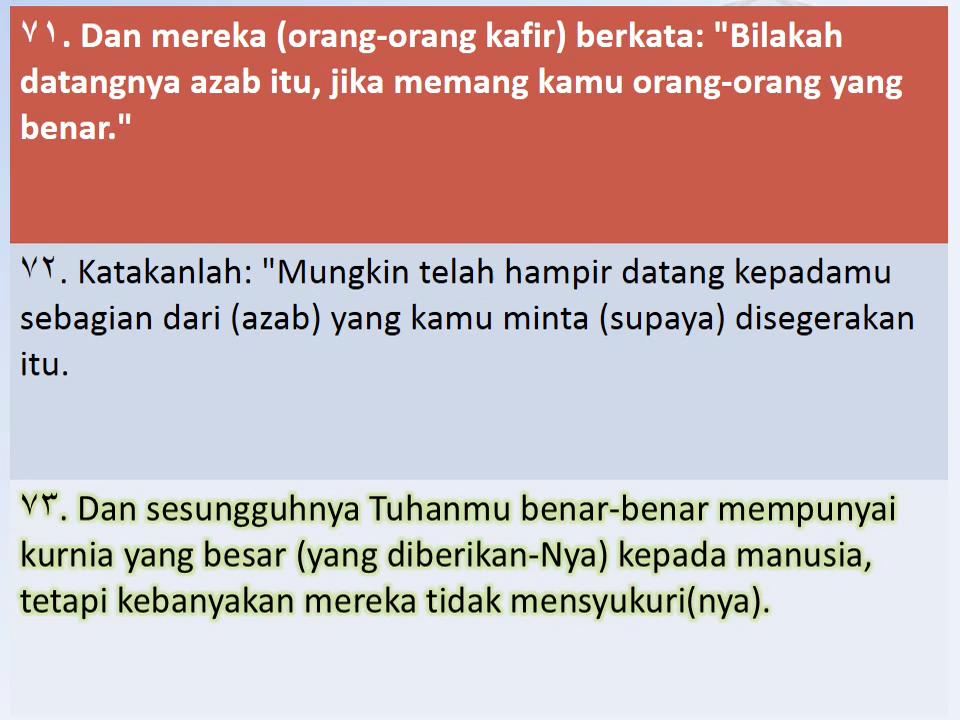 ٧١. Dan mereka (orang-orang kafir) berkata: "Bilakah
datangnya azab itu, jika memang kamu orang-orang yang
benar."
٧٢. Katakanlah: "Mungkin telah hampir datang kepadamu
sebagian dari (azab) yang kamu minta (supaya) disegerakan
itu.
٧٣. Dan sesungguhnya Tuhanmu benar-benar mempunyai
kurnia yang besar (yang diberikan-Nya) kepada manusia,
tetapi kebanyakan mereka tidak mensyukuri(nya).